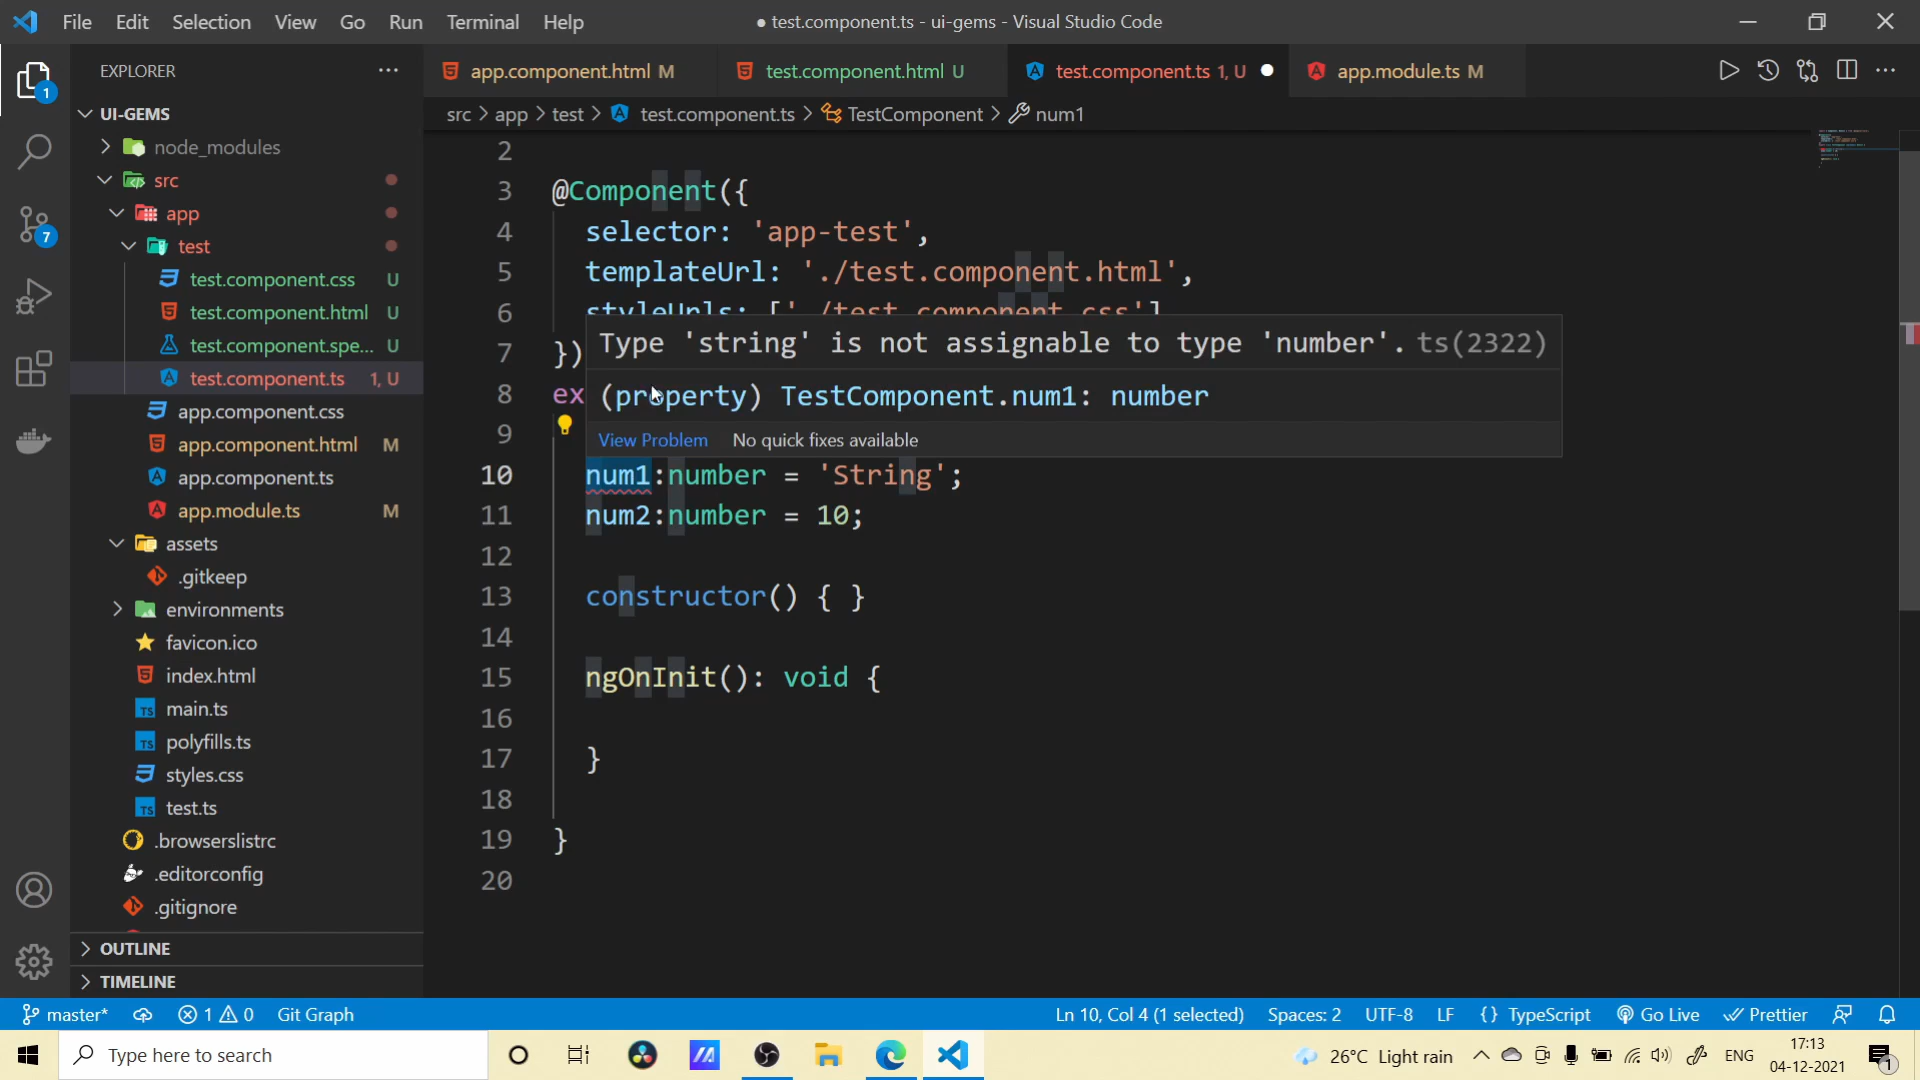 File Edit Selection View Go Run Terminal Help
● test.component.ts - ui-gems - Visual Studio Code
EXPLORER
app.component.html M
test.component.html U
test.component.ts 1, U
app.module.ts M
src > app > test > test.component.ts > TestComponent > num1
UI-GEMS
node_modules
src
app
test
test.component.css U
test.component.html U
test.component.spe... U
test.component.ts 1, U
app.component.css
app.component.html M
app.component.ts
app.module.ts M
assets
.gitkeep
environments
favicon.ico
index.html
main.ts
polyfills.ts
styles.css
test.ts
.browserslistrc
.editorconfig
.gitignore
OUTLINE
TIMELINE
1
7
2
3 @Component({
4 selector: 'app-test',
5 templateUrl: './test.component.html',
6 styleUrls: ['./test.component.css']
7 })
8 ex
9
10 num1:number = 'String';
11 num2:number = 10;
12
13 constructor() { }
14
15 ngOnInit(): void {
16
17 }
18
19 }
20
Type 'string' is not assignable to type 'number'. ts(2322)
(property) TestComponent.num1: number
View Problem No quick fixes available
master* 1 0 Git Graph
Ln 10, Col 4 (1 selected) Spaces: 2 UTF-8 LF { } TypeScript Go Live Prettier
Type here to search
26°C Light rain
ENG
17:13
04-12-2021
1